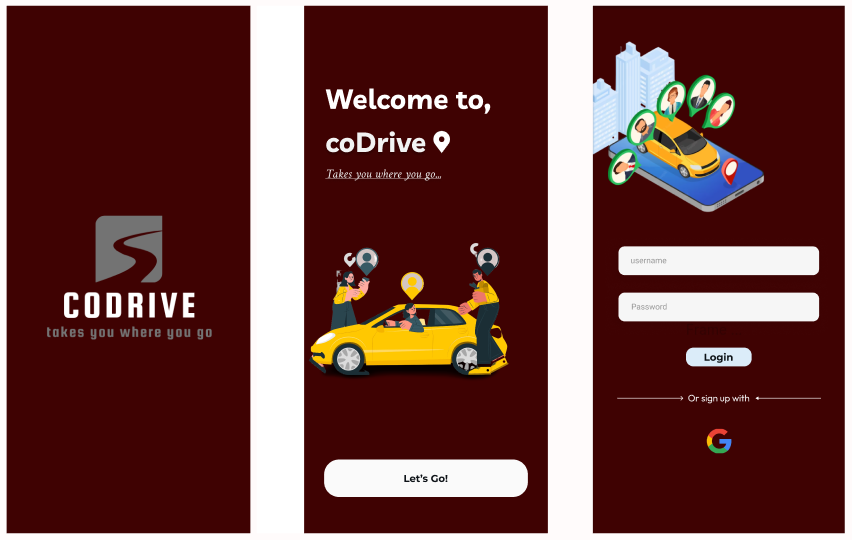 CODRIVE
takes you where you go
Welcome to,
coDrive
Takes you where you go...
Let's Go!
username
Password
Login
Or sign up with